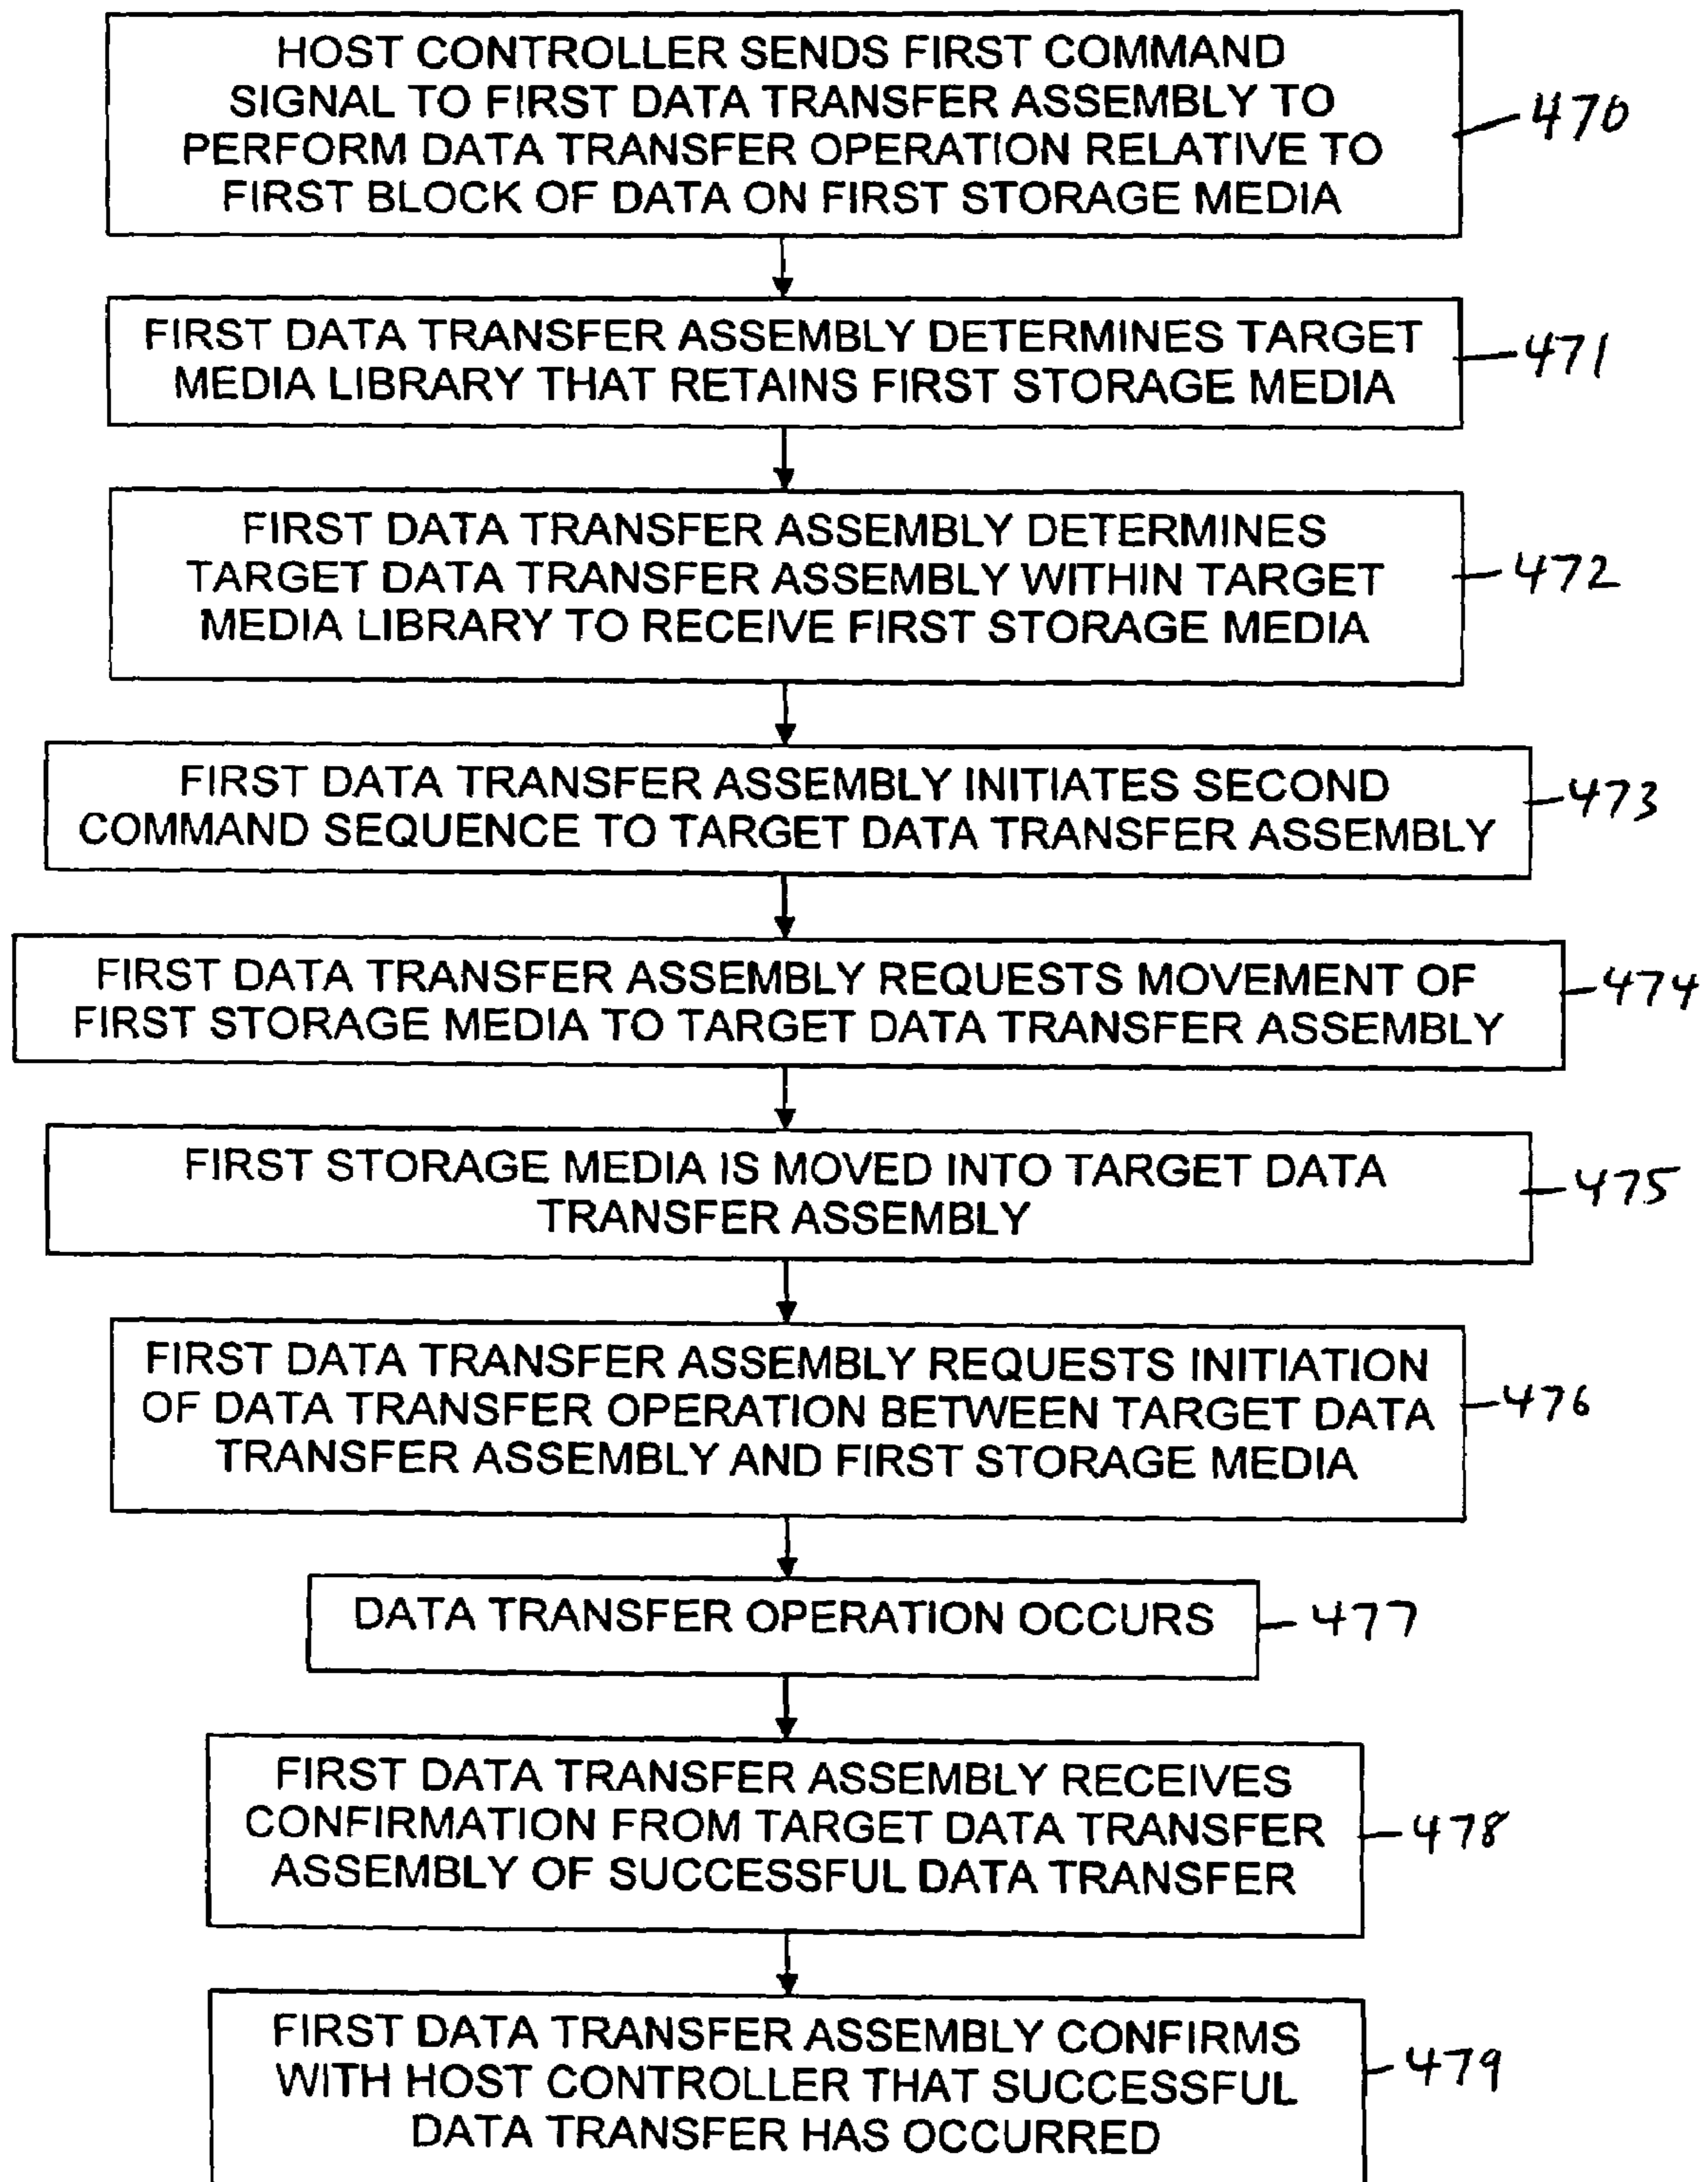 HOST CONTROLLER SENDS FIRST COMMAND
SIGNAL TO FIRST DATA TRANSFER ASSEMBLY TO
PERFORM DATA TRANSFER OPERATION RELATIVE TO
FIRST BLOCK OF DATA ON FIRST STORAGE MEDIA
470
FIRST DATA TRANSFER ASSEMBLY DETERMINES TARGET
MEDIA LIBRARY THAT RETAINS FIRST STORAGE MEDIA
471
FIRST DATA TRANSFER ASSEMBLY DETERMINES
TARGET DATA TRANSFER ASSEMBLY WITHIN TARGET
MEDIA LIBRARY TO RECEIVE FIRST STORAGE MEDIA
472
FIRST DATA TRANSFER ASSEMBLY INITIATES SECOND
COMMAND SEQUENCE TO TARGET DATA TRANSFER ASSEMBLY
473
FIRST DATA TRANSFER ASSEMBLY REQUESTS MOVEMENT OF
FIRST STORAGE MEDIA TO TARGET DATA TRANSFER ASSEMBLY
474
FIRST STORAGE MEDIA IS MOVED INTO TARGET DATA
TRANSFER ASSEMBLY
475
FIRST DATA TRANSFER ASSEMBLY REQUESTS INITIATION
OF DATA TRANSFER OPERATION BETWEEN TARGET DATA
TRANSFER ASSEMBLY AND FIRST STORAGE MEDIA
476
DATA TRANSFER OPERATION OCCURS
477
FIRST DATA TRANSFER ASSEMBLY RECEIVES
CONFIRMATION FROM TARGET DATA TRANSFER
ASSEMBLY OF SUCCESSFUL DATA TRANSFER
478
FIRST DATA TRANSFER ASSEMBLY CONFIRMS
WITH HOST CONTROLLER THAT SUCCESSFUL
DATA TRANSFER HAS OCCURRED
479